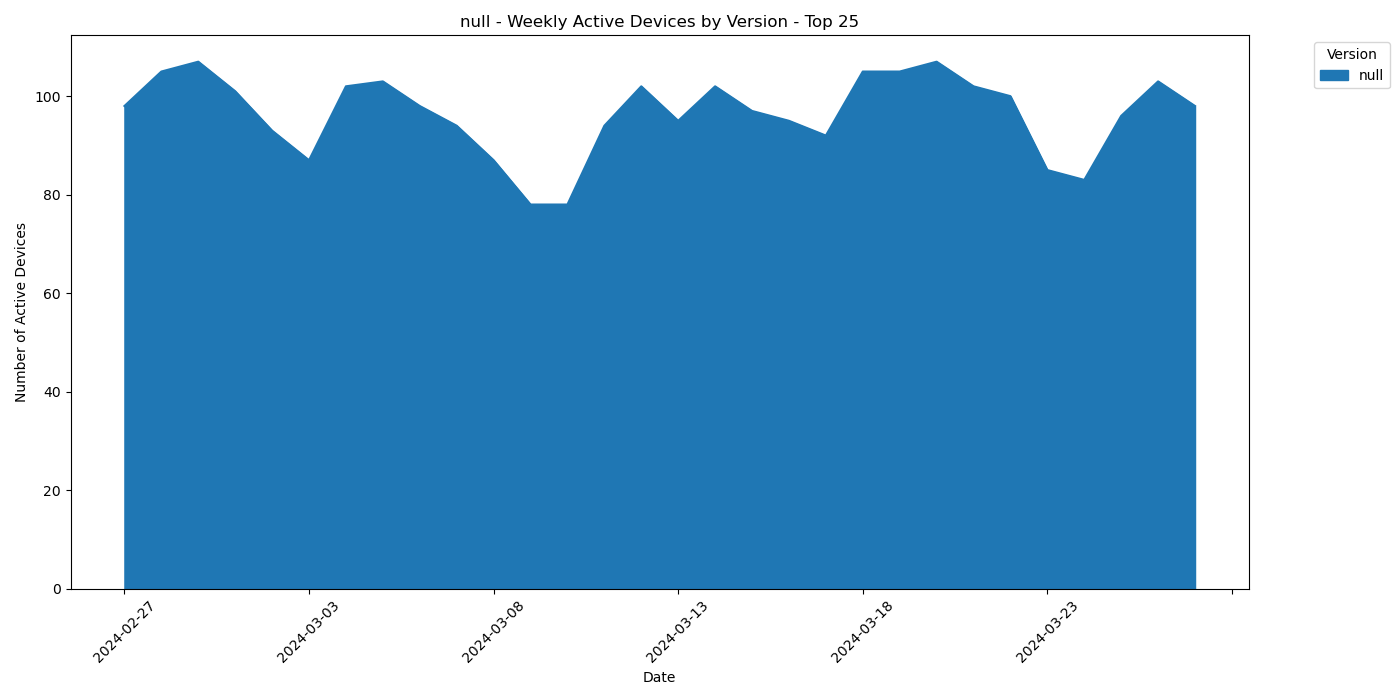 null - Weekly Active Devices by Version - Top 25
Version
null
Number of Active Devices
100
80
60
40
20
0
2024-02-27
2024-03-03
2024-03-08
2024-03-13
2024-03-18
2024-03-23
Date